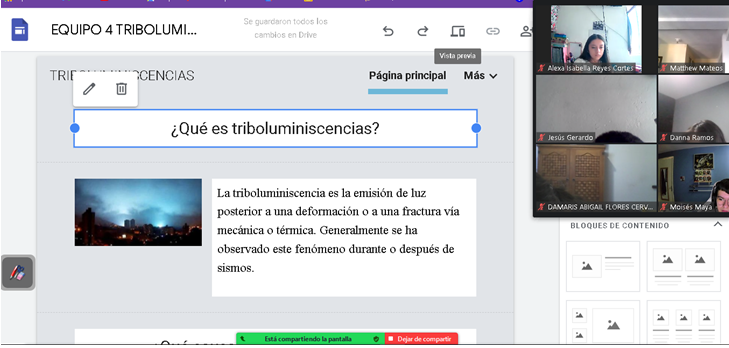 EQUIPO 4 TRIBOLUMI...
Se guardaron todos los
cambios en Drive
Vista previa
TRIBOLUMINISCENCIAS
Página principal
Más
¿Qué es triboluminiscencias?
La triboluminiscencia es la emisión de luz
posterior a una deformación o a una fractura vía
mecánica o térmica. Generalmente se ha
observado este fenómeno durante o después de
sismos.
Está compartiendo la pantalla
Dejar de compartir
Alexa Isabella Reyes Cortes
Matthew Mateos
Jesús Gerardo
Danna Ramos
DAMARIS ABIGAIL FLORES CERV...
Moisés Maya
BLOQUES DE CONTENIDO